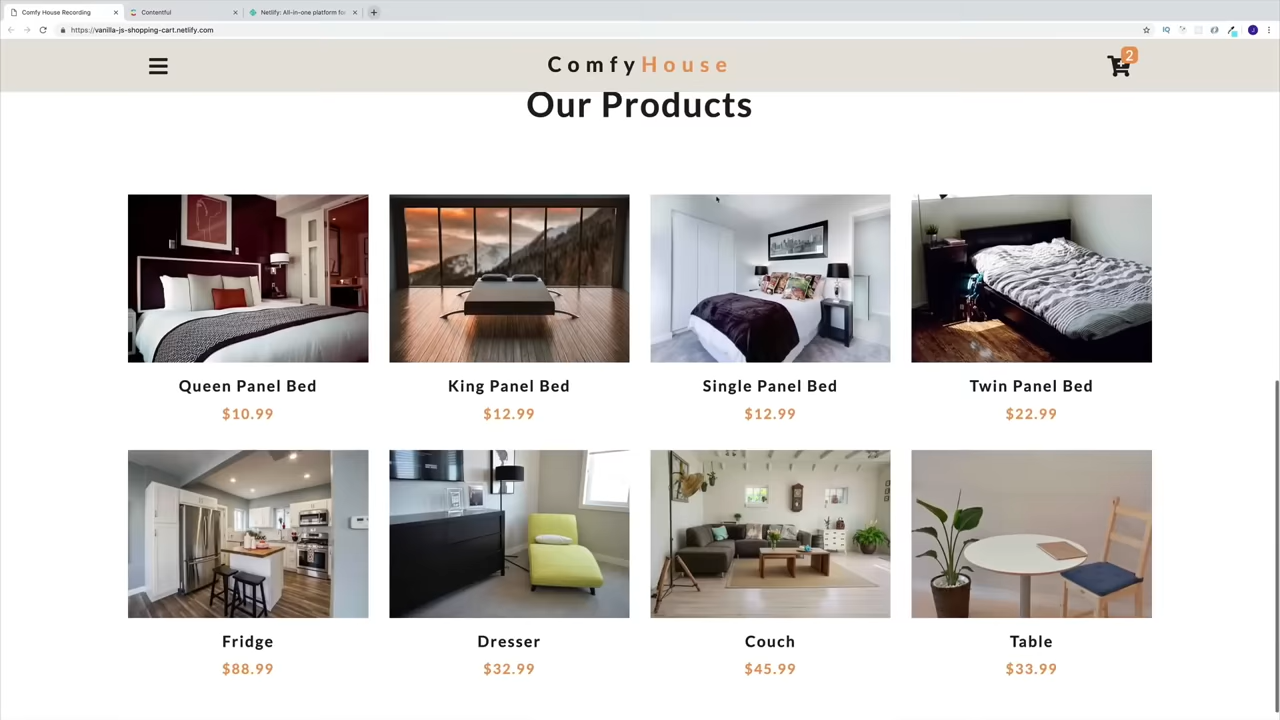 Comfy House Recording
Contentful
Netlify: All-in-one platform fo
https://vanilla-js-shopping-cart.netlify.com
IQ
J
ComfyHouse
2
Our Products
Queen Panel Bed
King Panel Bed
Single Panel Bed
Twin Panel Bed
$10.99
$12.99
$12.99
$22.99
Fridge
Dresser
Couch
Table
$88.99
$32.99
$45.99
$33.99